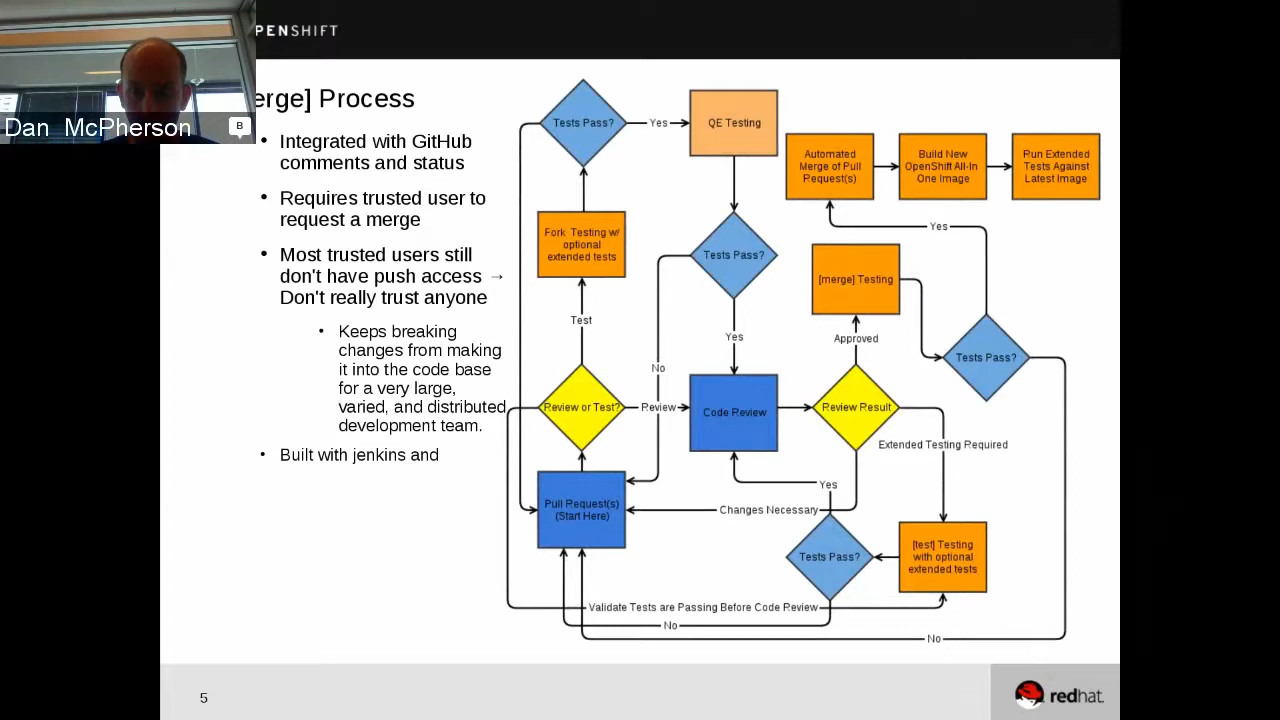 PENSHIFT
Dan McPherson
B
erge] Process
• Integrated with GitHub
comments and status
• Requires trusted user to
request a merge
• Most trusted users still
don't have push access →
Don't really trust anyone
• Keeps breaking
changes from making
it into the code base
for a very large,
varied, and distributed
development team.
• Built with jenkins and
Tests Pass?
Yes
QE Testing
Automated
Merge of Pull
Request(s)
Build New
OpenShift All-In
One Image
Run Extended
Tests Against
Latest Image
Fork Testing w/
optional
extended tests
Tests Pass?
Yes
[merge] Testing
Test
Yes
Approved
Tests Pass?
No
Review or Test?
Review
Code Review
Review Result
Extended Testing Required
Yes
Pull Request(s)
(Start Here)
Changes Necessary
Tests Pass?
[test] Testing
with optional
extended tests
Validate Tests are Passing Before Code Review
No
No
5
redhat.